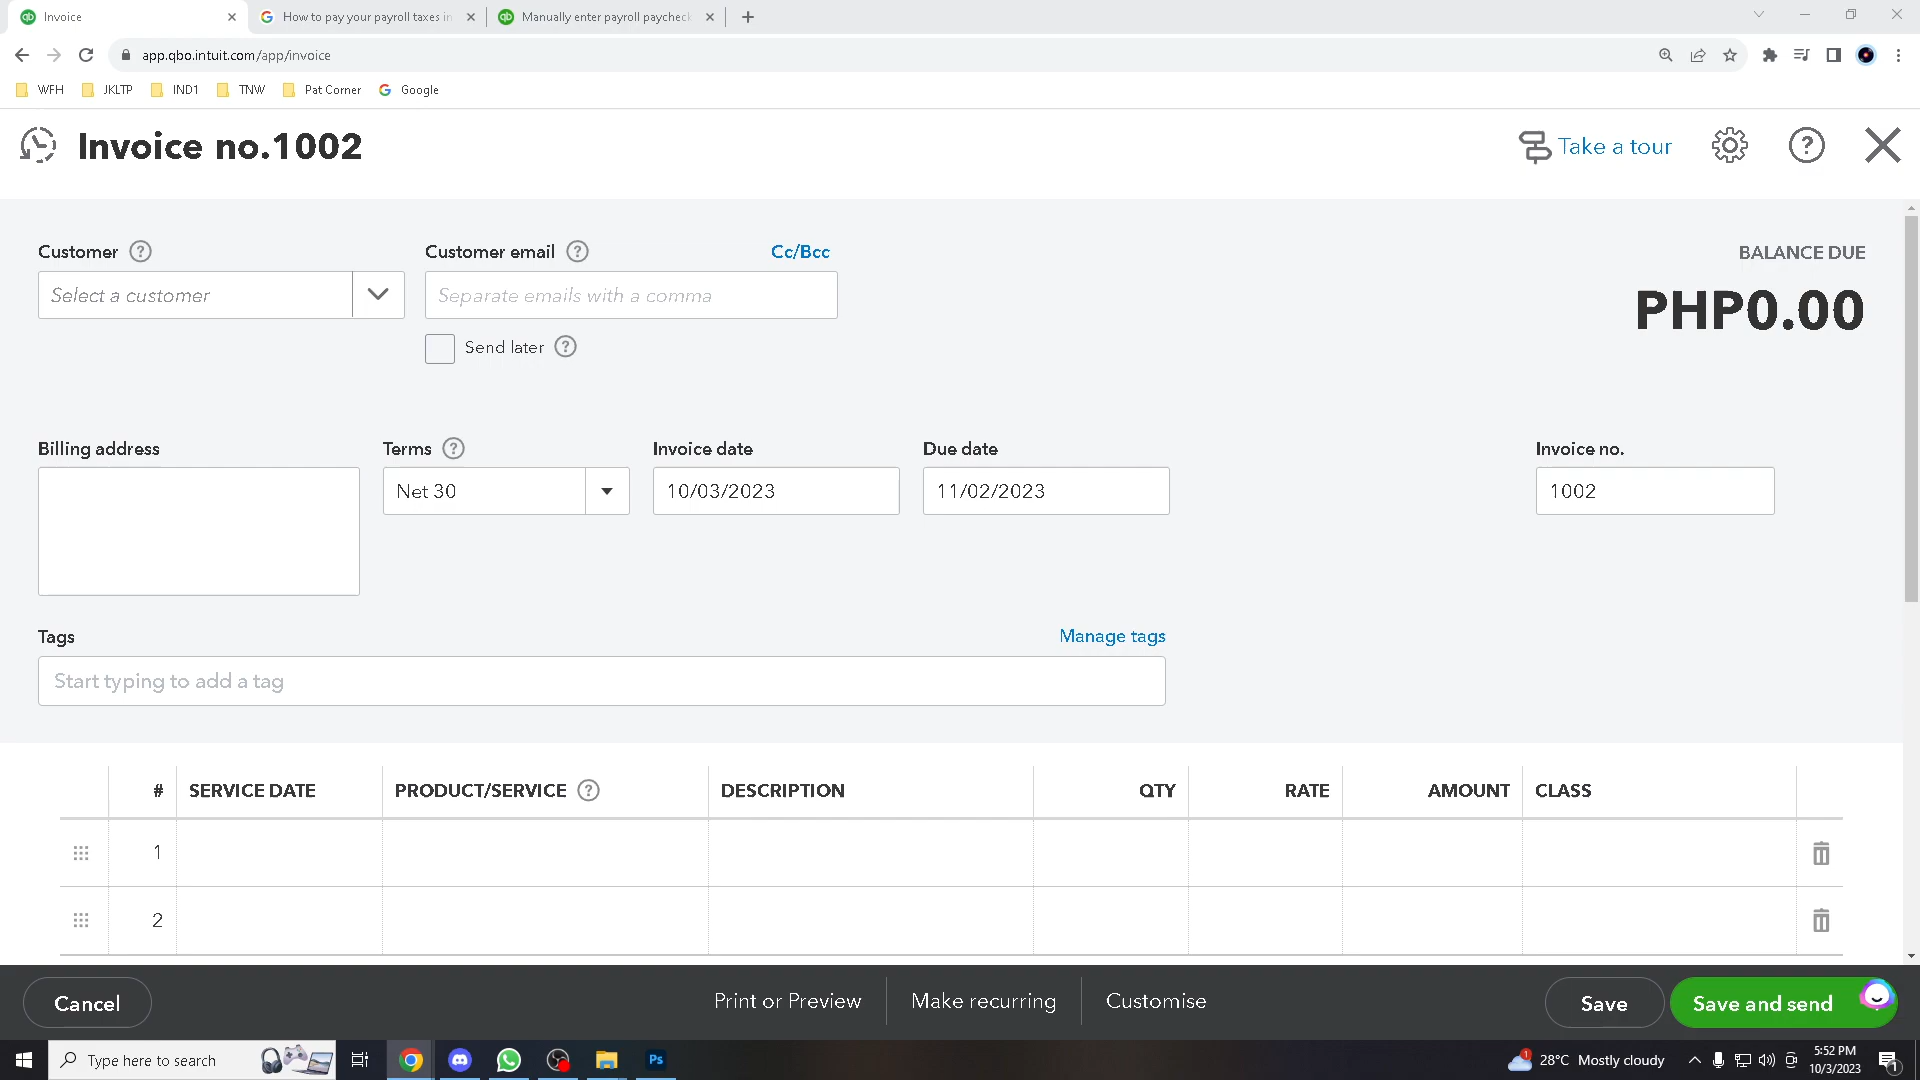 Invoice
How to pay your payroll taxes in
Manually enter payroll paycheck
app.qbo.intuit.com/app/invoice
WFH
JKLTP
IND1
TNW
Pat Corner
Google
Invoice no.1002
Take a tour
Customer
Customer email
Cc/Bcc
BALANCE DUE
Select a customer
Separate emails with a comma
PHP0.00
Send later
Billing address
Terms
Invoice date
Due date
Invoice no.
Net 30
10/03/2023
11/02/2023
1002
Tags
Manage tags
Start typing to add a tag
# SERVICE DATE PRODUCT/SERVICE DESCRIPTION QTY RATE AMOUNT CLASS
1
2
Cancel
Print or Preview
Make recurring
Customise
Save
Save and send
Type here to search
Ps
1
28°C Mostly cloudy
5:52 PM
10/3/2023
1